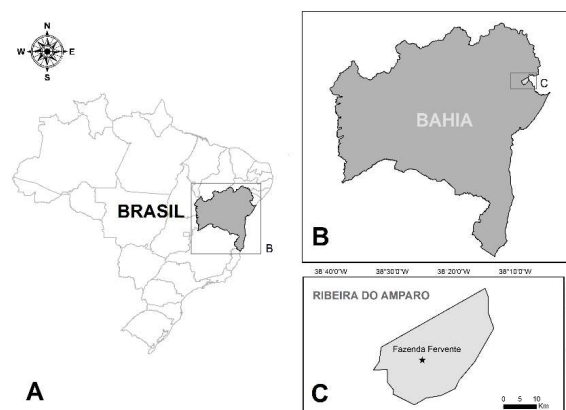 N
W E
S
BRASIL
B
A
BAHIA
C
B
38°40'0"W 38°30'0"W 38°20'0"W 38°10'0"W
RIBEIRA DO AMPARO
Fazenda Fervente
C
0 5 10
Km